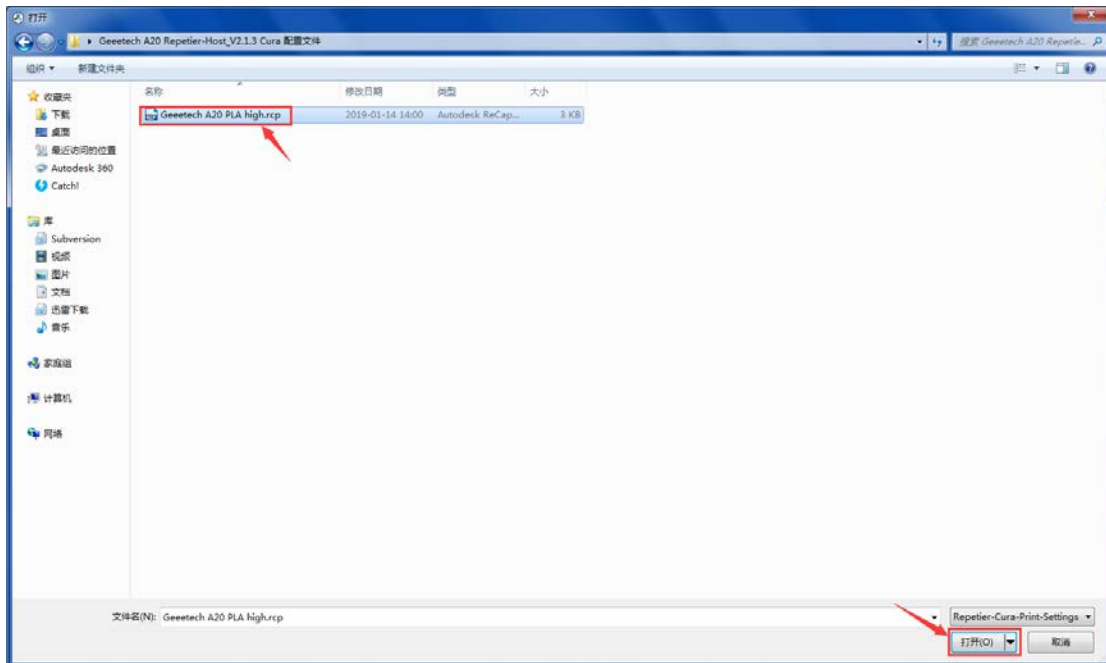 打开
Geeetech A20 Repetier-Host_V2.1.3 Cura 配置文件
搜索 Geeetech A20 Repetie...
组织
新建文件夹
名称
修改日期
类型
大小
Geeetech A20 PLA high.rcp
2019-01-14 14:00
Autodesk ReCap...
3 KB
收藏夹
下载
桌面
最近访问的位置
Autodesk 360
Catch!
库
Subversion
视频
图片
文档
迅雷下载
音乐
家庭组
计算机
网络
文件名(N):
Geeetech A20 PLA high.rcp
Repetier-Cura-Print-Settings
打开(O)
取消